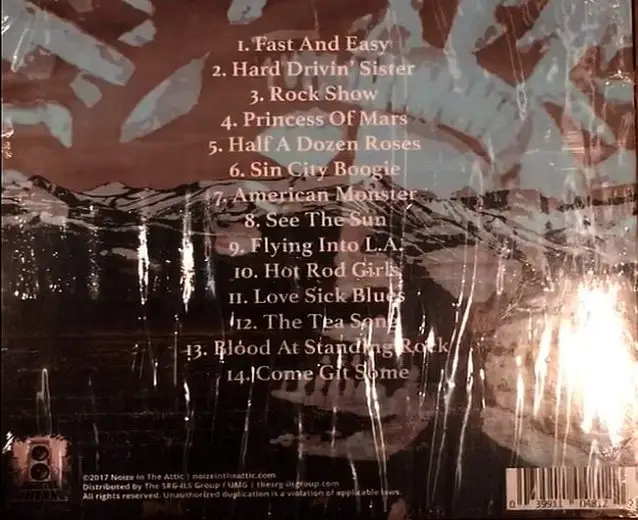 1. Fast And Easy
2. Hard Drivin' Sister
3. Rock Show
4. Princess Of Mars
5. Half A Dozen Roses
6. Sin City Boogie
7. American Monster
8. See The Sun
9. Flying Into L.A.
10. Hot Rod Girls
11. Love Sick Blues
12. The Tea Song
13. Blood At Standing Rock
14. Come Git Some
©2017 Noize In The Attic | noizeintheattic.com
Distributed by The SRG-ILS Group / UMG | thesrg-ilsgroup.com
All rights reserved. Unauthorized duplication is a violation of applicable laws.
0 39911 04812